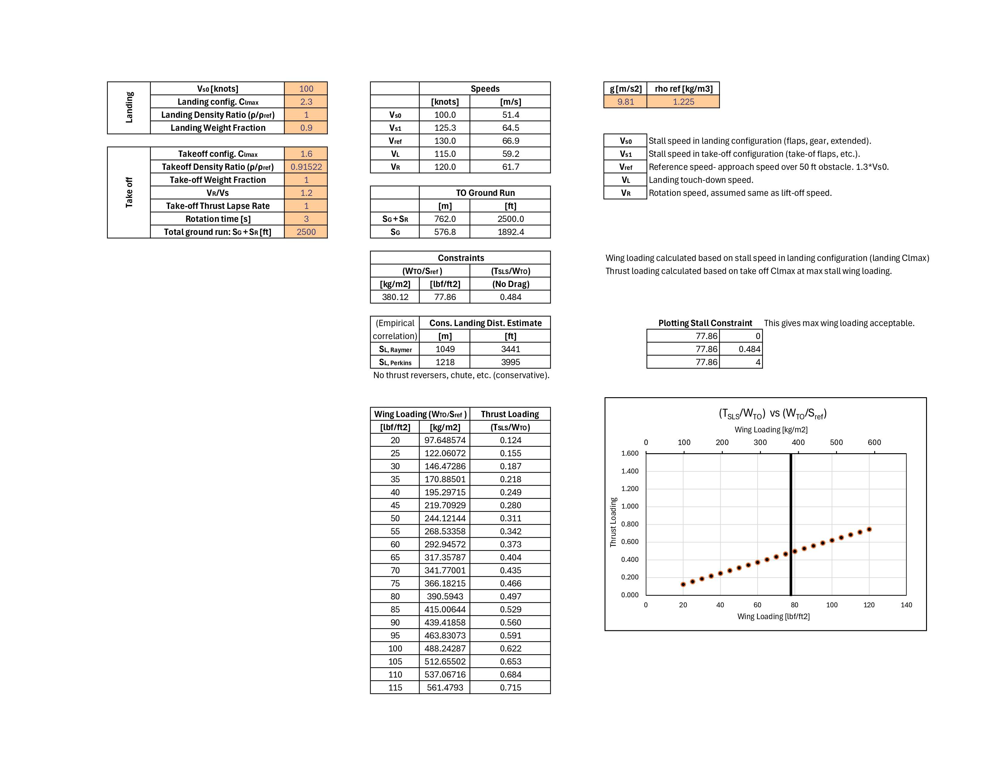 Landing
Vs0 [knots] 100
Landing config. Clmax 2.3
Landing Density Ratio (ρ/ρref) 1
Landing Weight Fraction 0.9
Take off
Takeoff config. Clmax 1.6
Takeoff Density Ratio (ρ/ρref) 0.91522
Take-off Weight Fraction 1
VR/Vs 1.2
Take-off Thrust Lapse Rate 1
Rotation time [s] 3
Total ground run: SG + SR [ft] 2500
Speeds
[knots] [m/s]
Vs0 100.0 51.4
Vs1 125.3 64.5
Vref 130.0 66.9
VL 115.0 59.2
VR 120.0 61.7
TO Ground Run
[m] [ft]
SG + SR 762.0 2500.0
SG 576.8 1892.4
Constraints
(WTO/Sref ) (TSLS/WTO)
[kg/m2] [lbf/ft2] (No Drag)
380.12 77.86 0.484
(Empirical Cons. Landing Dist. Estimate
correlation) [m] [ft]
SL, Raymer 1049 3441
SL, Perkins 1218 3995
No thrust reversers, chute, etc. (conservative).
Wing Loading (WTO/Sref ) Thrust Loading
[lbf/ft2] [kg/m2] (TSLS/WTO)
20 97.648574 0.124
25 122.06072 0.155
30 146.47286 0.187
35 170.88501 0.218
40 195.29715 0.249
45 219.70929 0.280
50 244.12144 0.311
55 268.53358 0.342
60 292.94572 0.373
65 317.35787 0.404
70 341.77001 0.435
75 366.18215 0.466
80 390.5943 0.497
85 415.00644 0.529
90 439.41858 0.560
95 463.83073 0.591
100 488.24287 0.622
105 512.65502 0.653
110 537.06716 0.684
115 561.4793 0.715
g [m/s2] rho ref [kg/m3]
9.81 1.225
Vs0 Stall speed in landing configuration (flaps, gear, extended).
Vs1 Stall speed in take-off configuration (take-of flaps, etc.).
Vref Reference speed- approach speed over 50 ft obstacle. 1.3*Vs0.
VL Landing touch-down speed.
VR Rotation speed, assumed same as lift-off speed.
Wing loading calculated based on stall speed in landing configuration (landing Clmax)
Thrust loading calculated based on take off Clmax at max stall wing loading.
Plotting Stall Constraint This gives max wing loading acceptable.
77.86 0
77.86 0.484
77.86 4
(TSLS/WTO) vs (WTO/Sref)
Wing Loading [kg/m2]
0 100 200 300 400 500 600
1.600
1.400
1.200
1.000
0.800
0.600
0.400
0.200
0.000
Thrust Loading
0 20 40 60 80 100 120 140
Wing Loading [lbf/ft2]